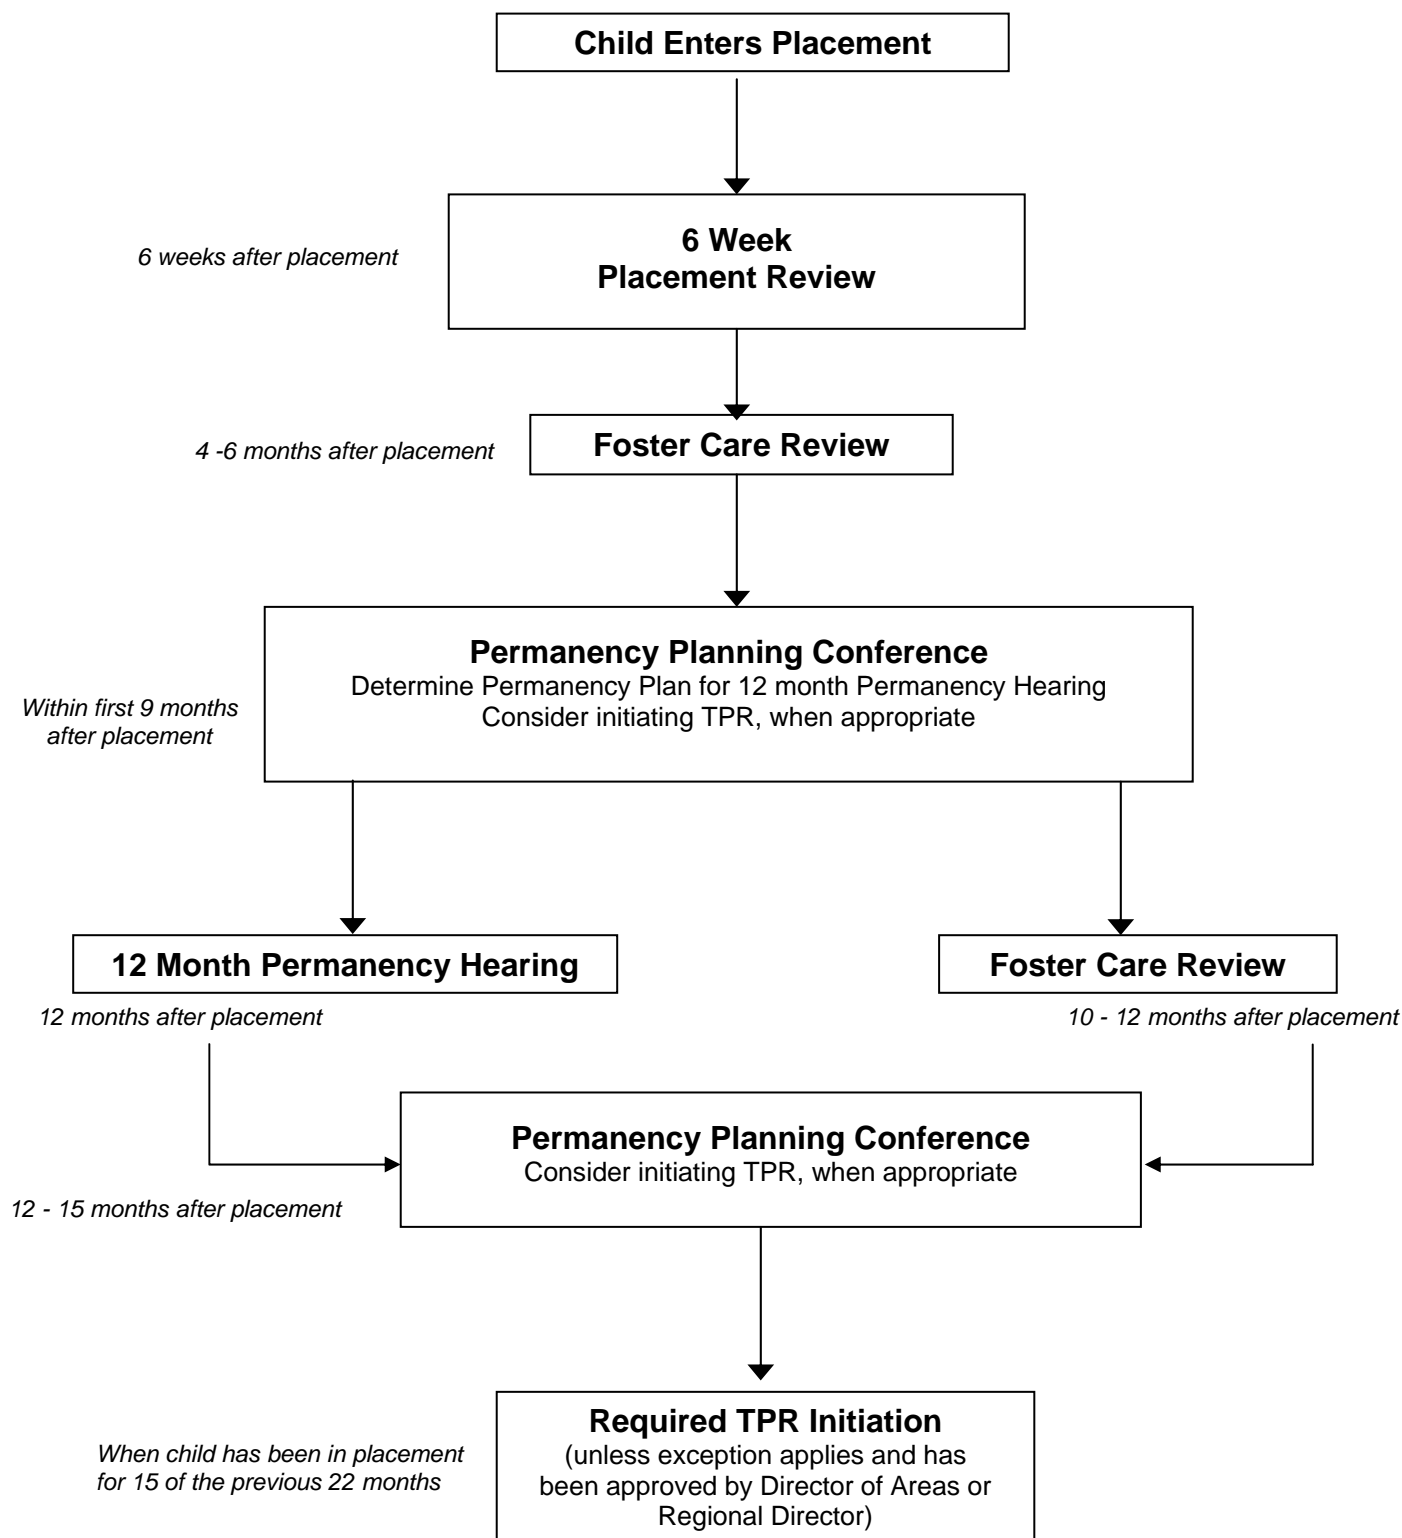 Child Enters Placement
6 weeks after placement
6 Week
Placement Review
4 -6 months after placement
Foster Care Review
Within first 9 months
after placement
Permanency Planning Conference
Determine Permanency Plan for 12 month Permanency Hearing
Consider initiating TPR, when appropriate
12 Month Permanency Hearing
12 months after placement
Foster Care Review
10 - 12 months after placement
Permanency Planning Conference
Consider initiating TPR, when appropriate
12 - 15 months after placement
When child has been in placement
for 15 of the previous 22 months
Required TPR Initiation
(unless exception applies and has
been approved by Director of Areas or
Regional Director)